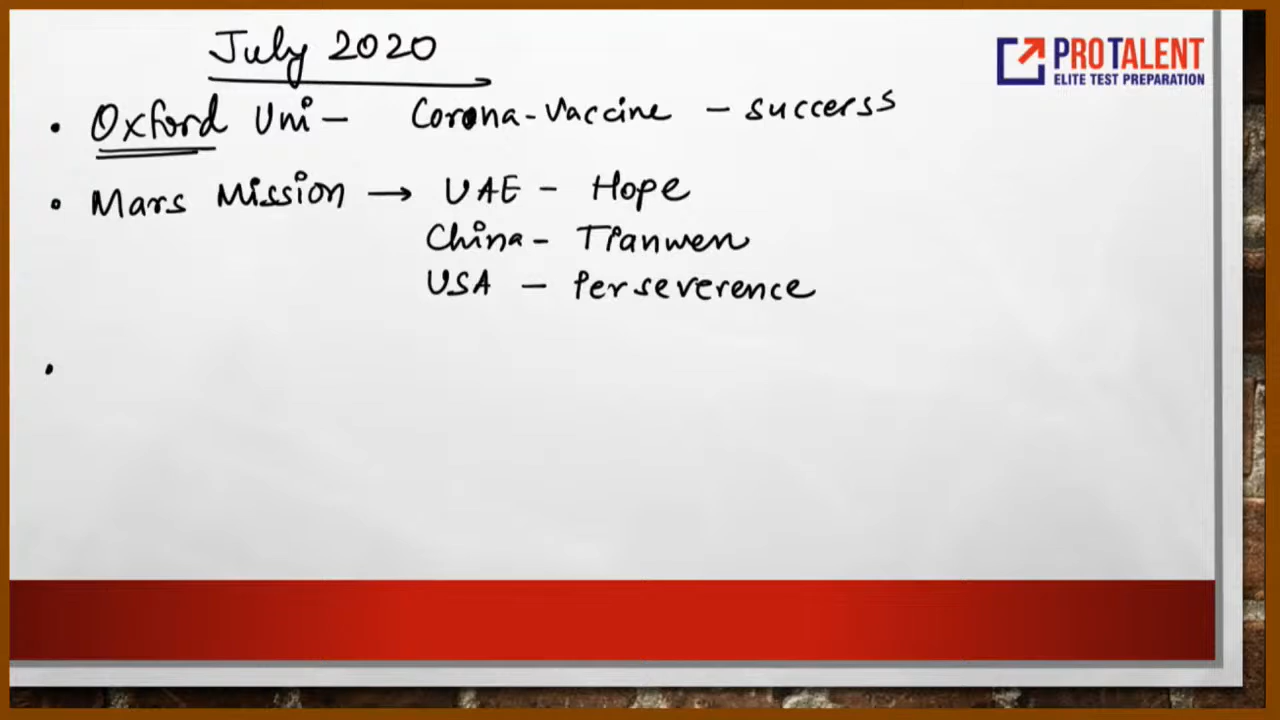 July 2020
PROTALENT
ELITE TEST PREPARATION
• Oxford Uni - Corona-Vaccine - successs
• Mars Mission → UAE - Hope
China - Tianwen
USA - Perseverence
•